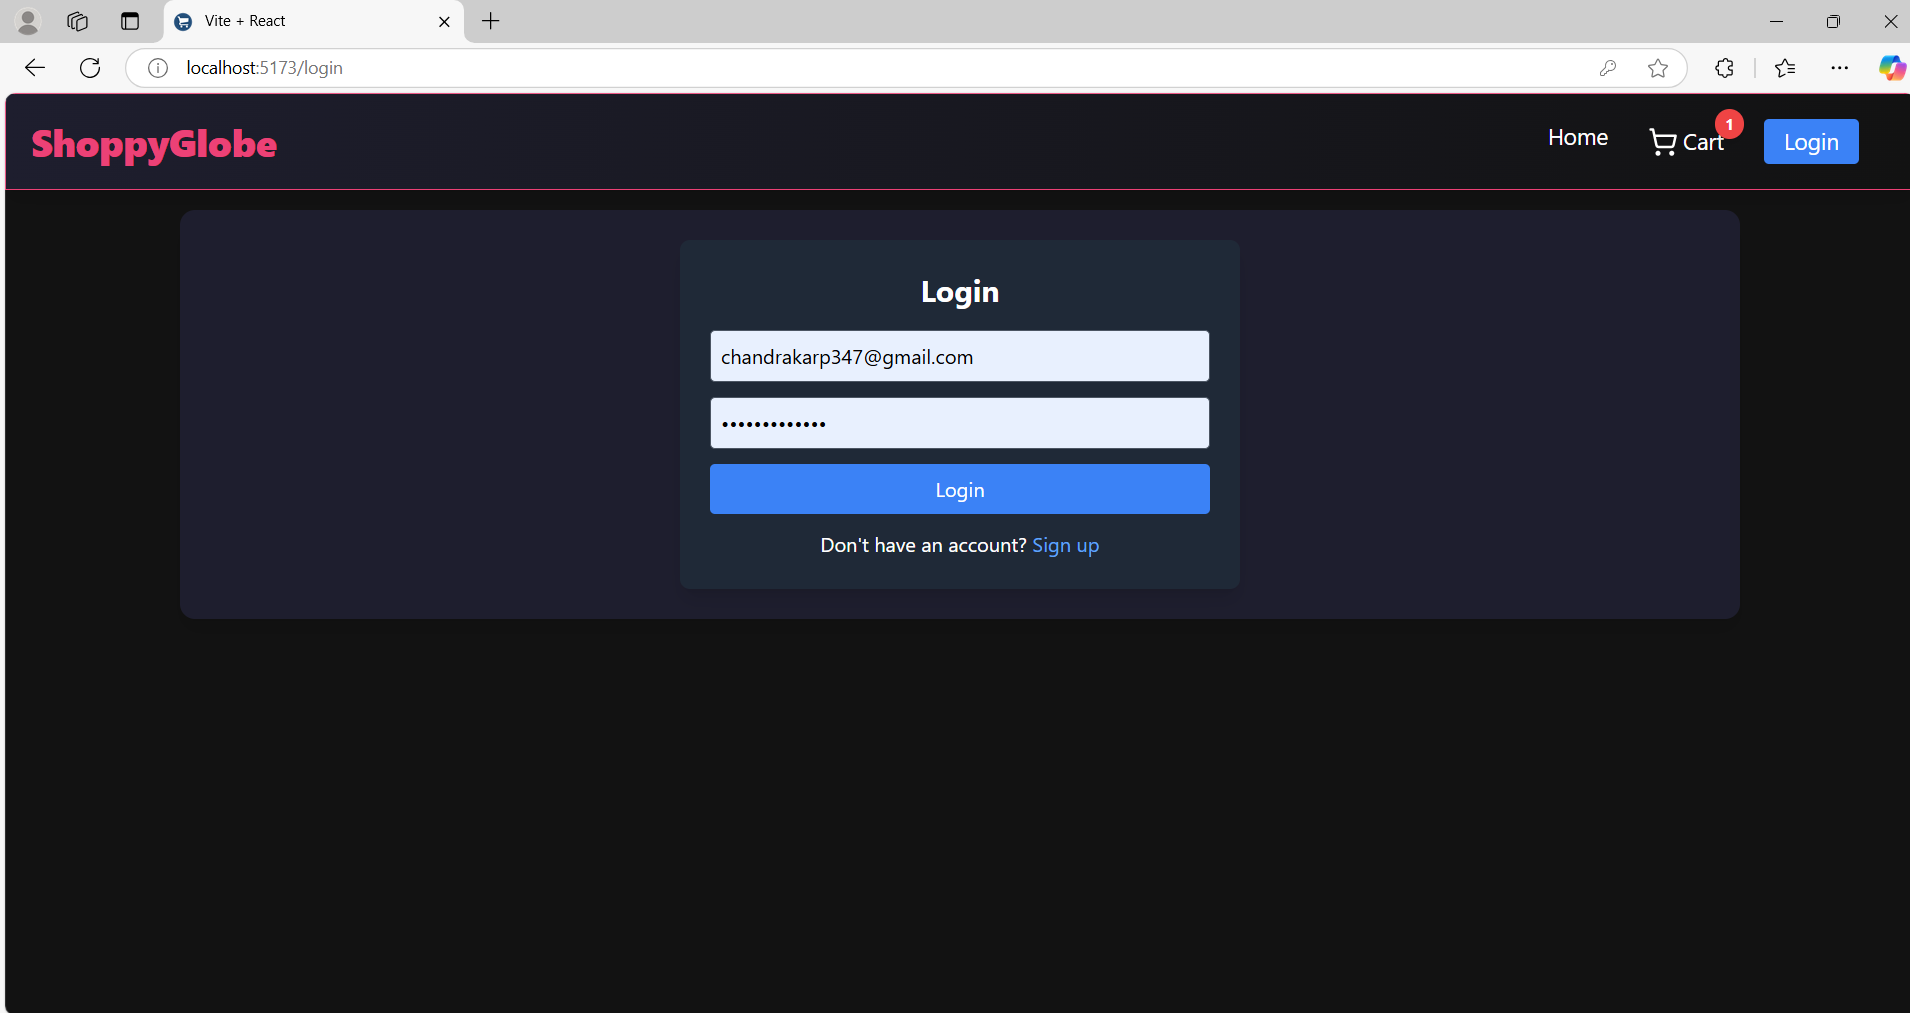 Vite + React
localhost:5173/login
ShoppyGlobe
Home
Cart
1
Login
Login
chandrakarp347@gmail.com
•••••••••••••
Login
Don't have an account? Sign up